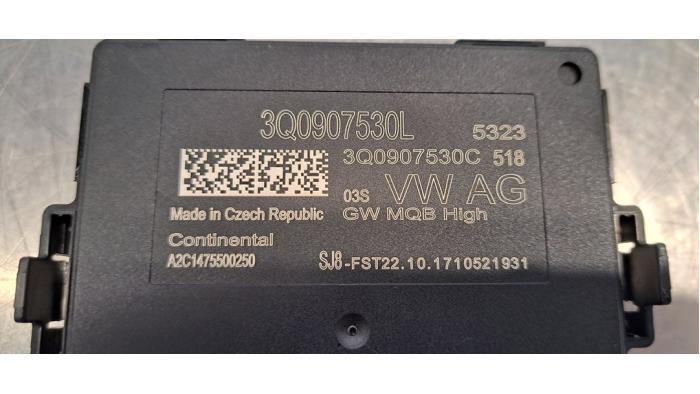 3Q0907530L 5323
3Q0907530C 518
03S VW AG
Made in Czech Republic GW MQB High
Continental
A2C1475500250 SJ8-FST22.10.1710521931